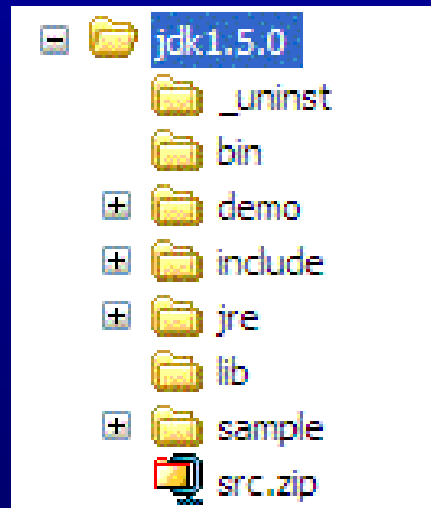 jdk1.5.0
_uninst
bin
demo
include
jre
lib
sample
src.zip